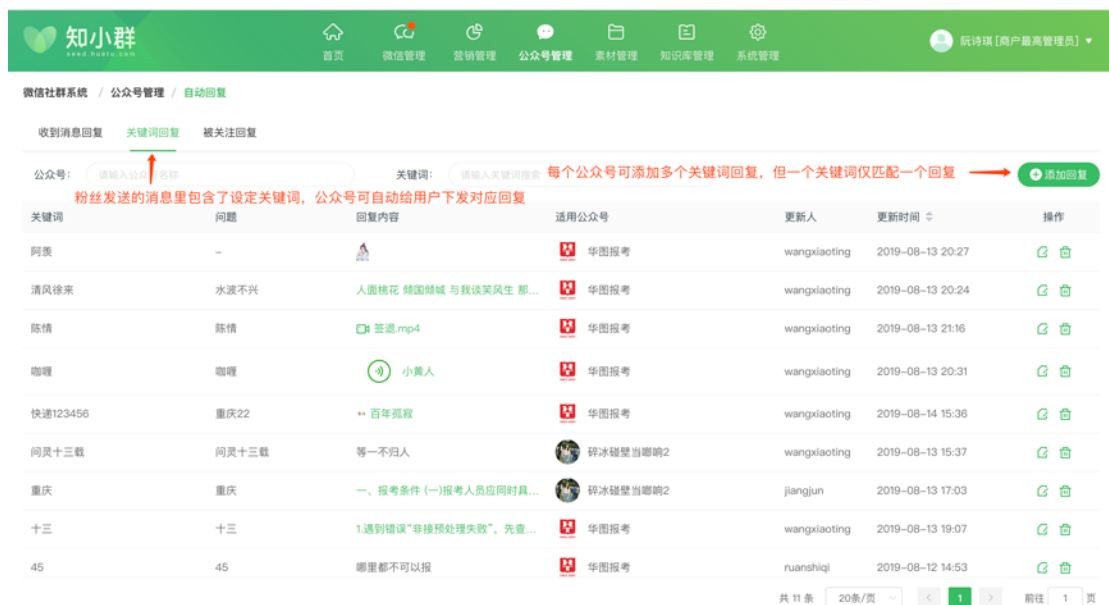 知小群
seed.huatu.com
首页
微信管理
营销管理
公众号管理
素材管理
知识库管理
系统管理
阮诗琪 [商户最高管理员]
微信社群系统 / 公众号管理 / 自动回复
收到消息回复 关键词回复 被关注回复
公众号: 请输入公众号名称 关键词: 请输入关键词搜索 每个公众号可添加多个关键词回复，但一个关键词仅匹配一个回复 添加回复
粉丝发送的消息里包含了设定关键词，公众号可自动给用户下发对应回复
关键词 问题 回复内容 适用公众号 更新人 更新时间 操作
阿羡 – 华图报考 wangxiaoting 2019-08-13 20:27
清风徐来 水波不兴 人面桃花 倾国倾城 与我谈笑风生 那... 华图报考 wangxiaoting 2019-08-13 20:24
陈情 陈情 签退.mp4 华图报考 wangxiaoting 2019-08-13 21:16
咖喱 咖喱 小黄人 华图报考 wangxiaoting 2019-08-13 20:31
快递123456 重庆22 百年孤寂 华图报考 wangxiaoting 2019-08-14 15:36
问灵十三载 问灵十三载 等一不归人 碎冰碰壁当啷响2 wangxiaoting 2019-08-13 15:37
重庆 重庆 一、报考条件 (一)报考人员应同时具... 碎冰碰壁当啷响2 jiangjun 2019-08-13 17:03
十三 十三 1.遇到错误“非接预处理失败”，先查... 华图报考 wangxiaoting 2019-08-13 19:07
45 45 哪里都不可以报 华图报考 ruanshiqi 2019-08-12 14:53
共 11 条 20条/页 < 1 > 前往 1 页